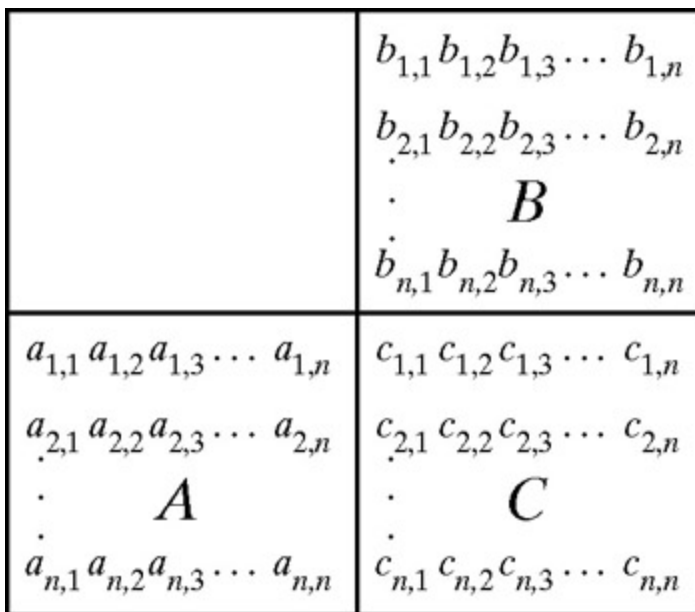 b1,1 b1,2 b1,3 ... b1,n
b2,1 b2,2 b2,3 ... b2,n
B
bn,1 bn,2 bn,3 ... bn,n
a1,1 a1,2 a1,3 ... a1,n
c1,1 c1,2 c1,3 ... c1,n
a2,1 a2,2 a2,3 ... a2,n
c2,1 c2,2 c2,3 ... c2,n
A
C
an,1 an,2 an,3 ... an,n
cn,1 cn,2 cn,3 ... cn,n